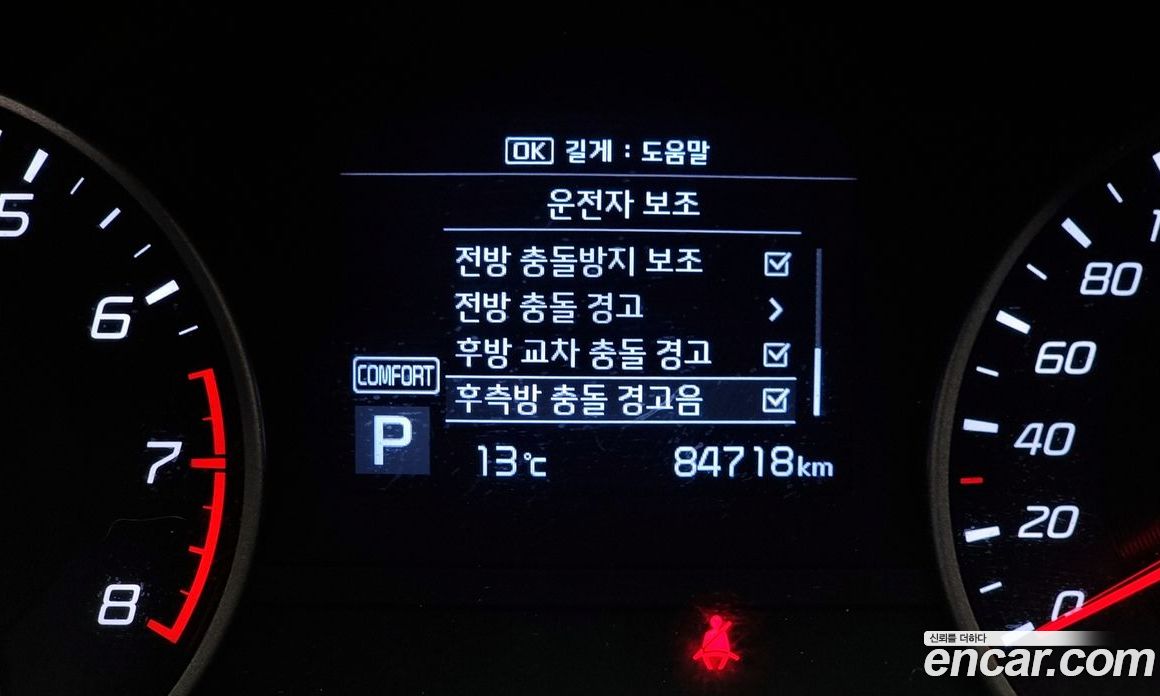 OK 길게 : 도움말
운전자 보조
전방 충돌방지 보조
전방 충돌 경고
후방 교차 충돌 경고
후측방 충돌 경고음
COMFORT
P
13℃ 84718km
5
6
7
8
80
60
40
20
0
신뢰를 더하다
encar.com